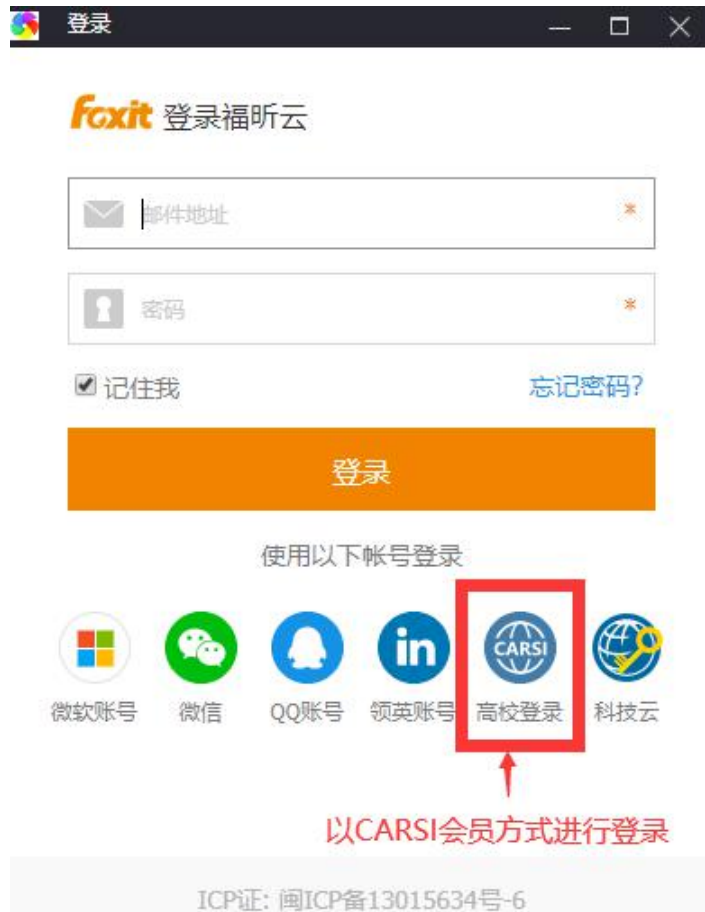 登录
foxit 登录福昕云
邮件地址 *
密码 *
记住我 忘记密码?
登录
使用以下帐号登录
in CARSI
微软账号 微信 QQ账号 领英账号 高校登录 科技云
以CARSI会员方式进行登录
ICP证: 闽ICP备13015634号-6